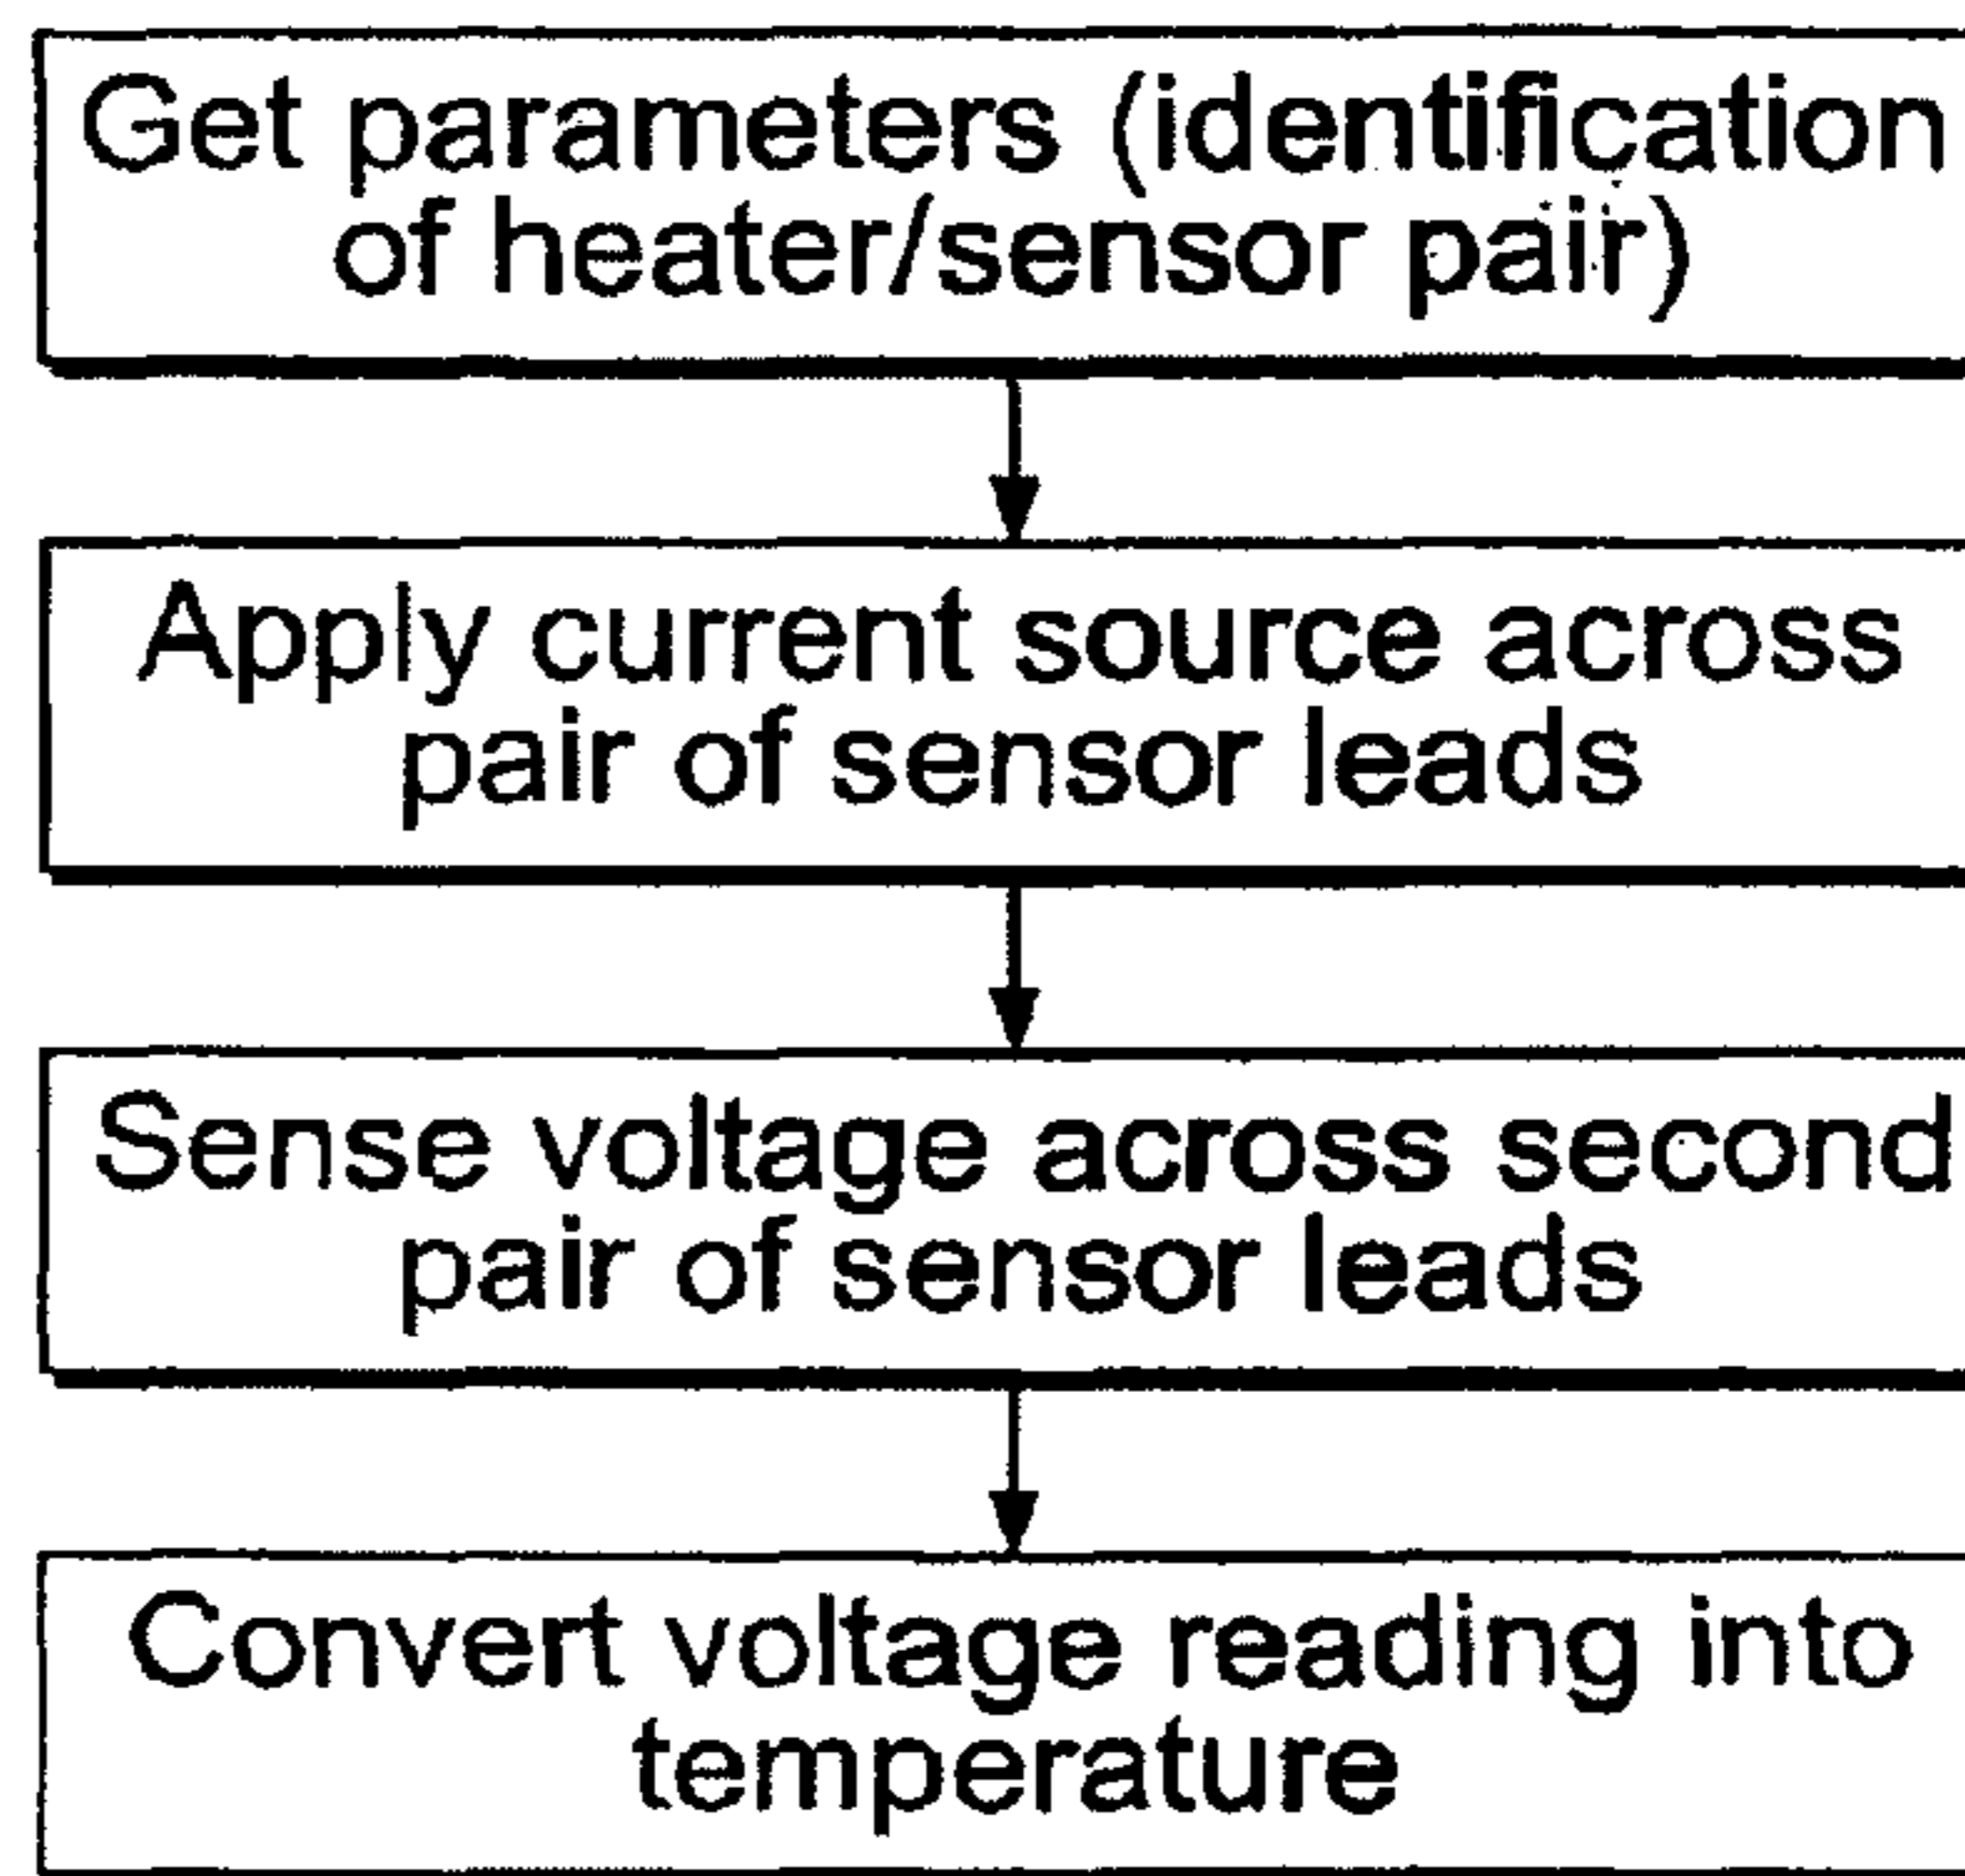 Get parameters (identification
of heater/sensor pair)
Apply current source across
pair of sensor leads
Sense voltage across second
pair of sensor leads
Convert voltage reading into
temperature